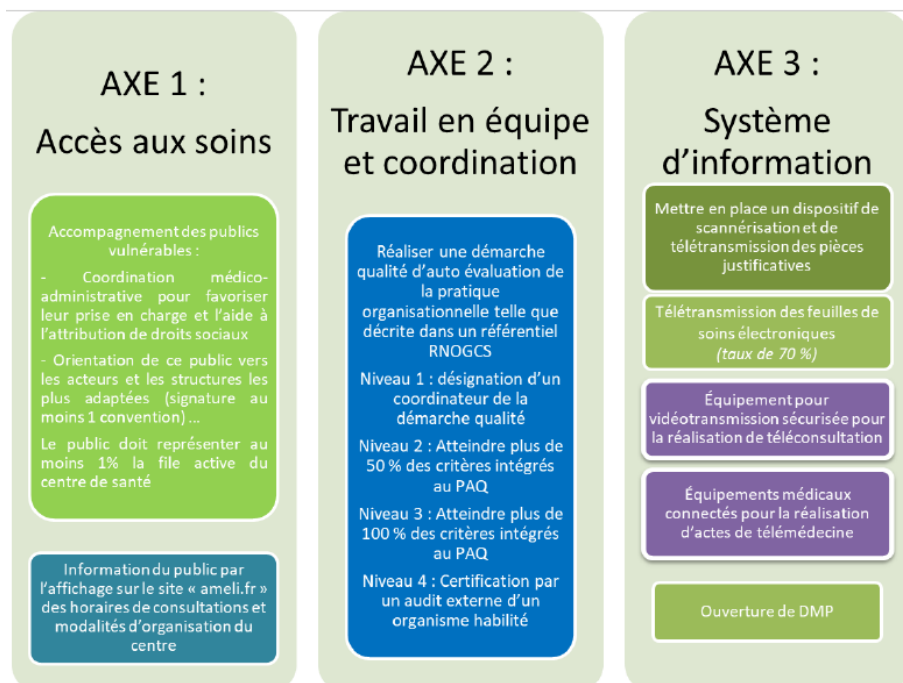 AXE 1 :
Accès aux soins
Accompagnement des publics
vulnérables :
- Coordination médico-
administrative pour favoriser
leur prise en charge et l'aide à
l'attribution de droits sociaux
- Orientation de ce public vers
les acteurs et les structures les
plus adaptées (signature au
moins 1 convention) ...
Le public doit représenter au
moins 1% la file active du
centre de santé
Information du public par
l'affichage sur le site « ameli.fr »
des horaires de consultations et
modalités d'organisation du
centre
AXE 2 :
Travail en équipe
et coordination
Réaliser une démarche
qualité d'auto évaluation de
la pratique
organisationnelle telle que
décrite dans un référentiel
RNOGCS
Niveau 1 : désignation d'un
coordinateur de la
démarche qualité
Niveau 2 : Atteindre plus de
50 % des critères intégrés
au PAQ
Niveau 3 : Atteindre plus de
100 % des critères intégrés
au PAQ
Niveau 4 : Certification par
un audit externe d'un
organisme habilité
AXE 3 :
Système
d'information
Mettre en place un dispositif de
scannérisation et de
télétransmission des pièces
justificatives
Télétransmission des feuilles de
soins électroniques
(taux de 70 %)
Équipement pour
vidéotransmission sécurisée pour
la réalisation de téléconsultation
Équipements médicaux
connectés pour la réalisation
d'actes de télémédecine
Ouverture de DMP